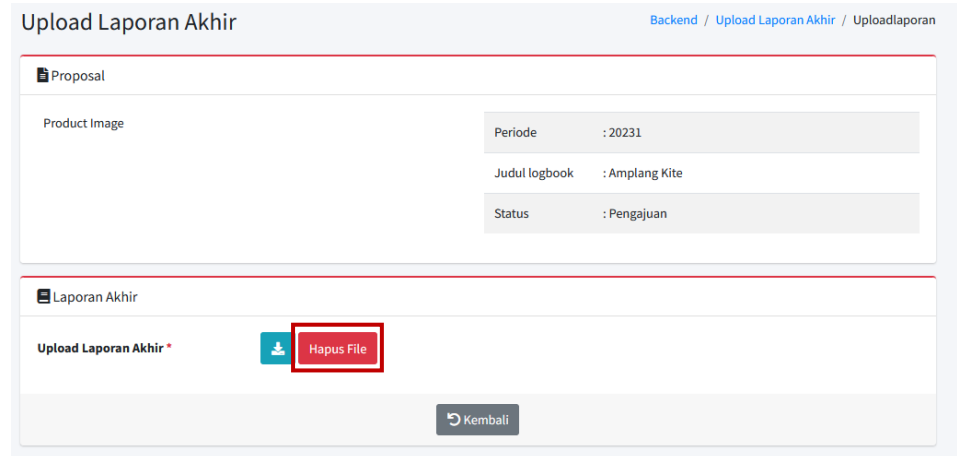 Upload Laporan Akhir
Backend / Upload Laporan Akhir / Uploadlaporan
Proposal
Product Image
Periode : 20231
Judul logbook : Amplang Kite
Status : Pengajuan
Laporan Akhir
Upload Laporan Akhir * Hapus File
Kembali